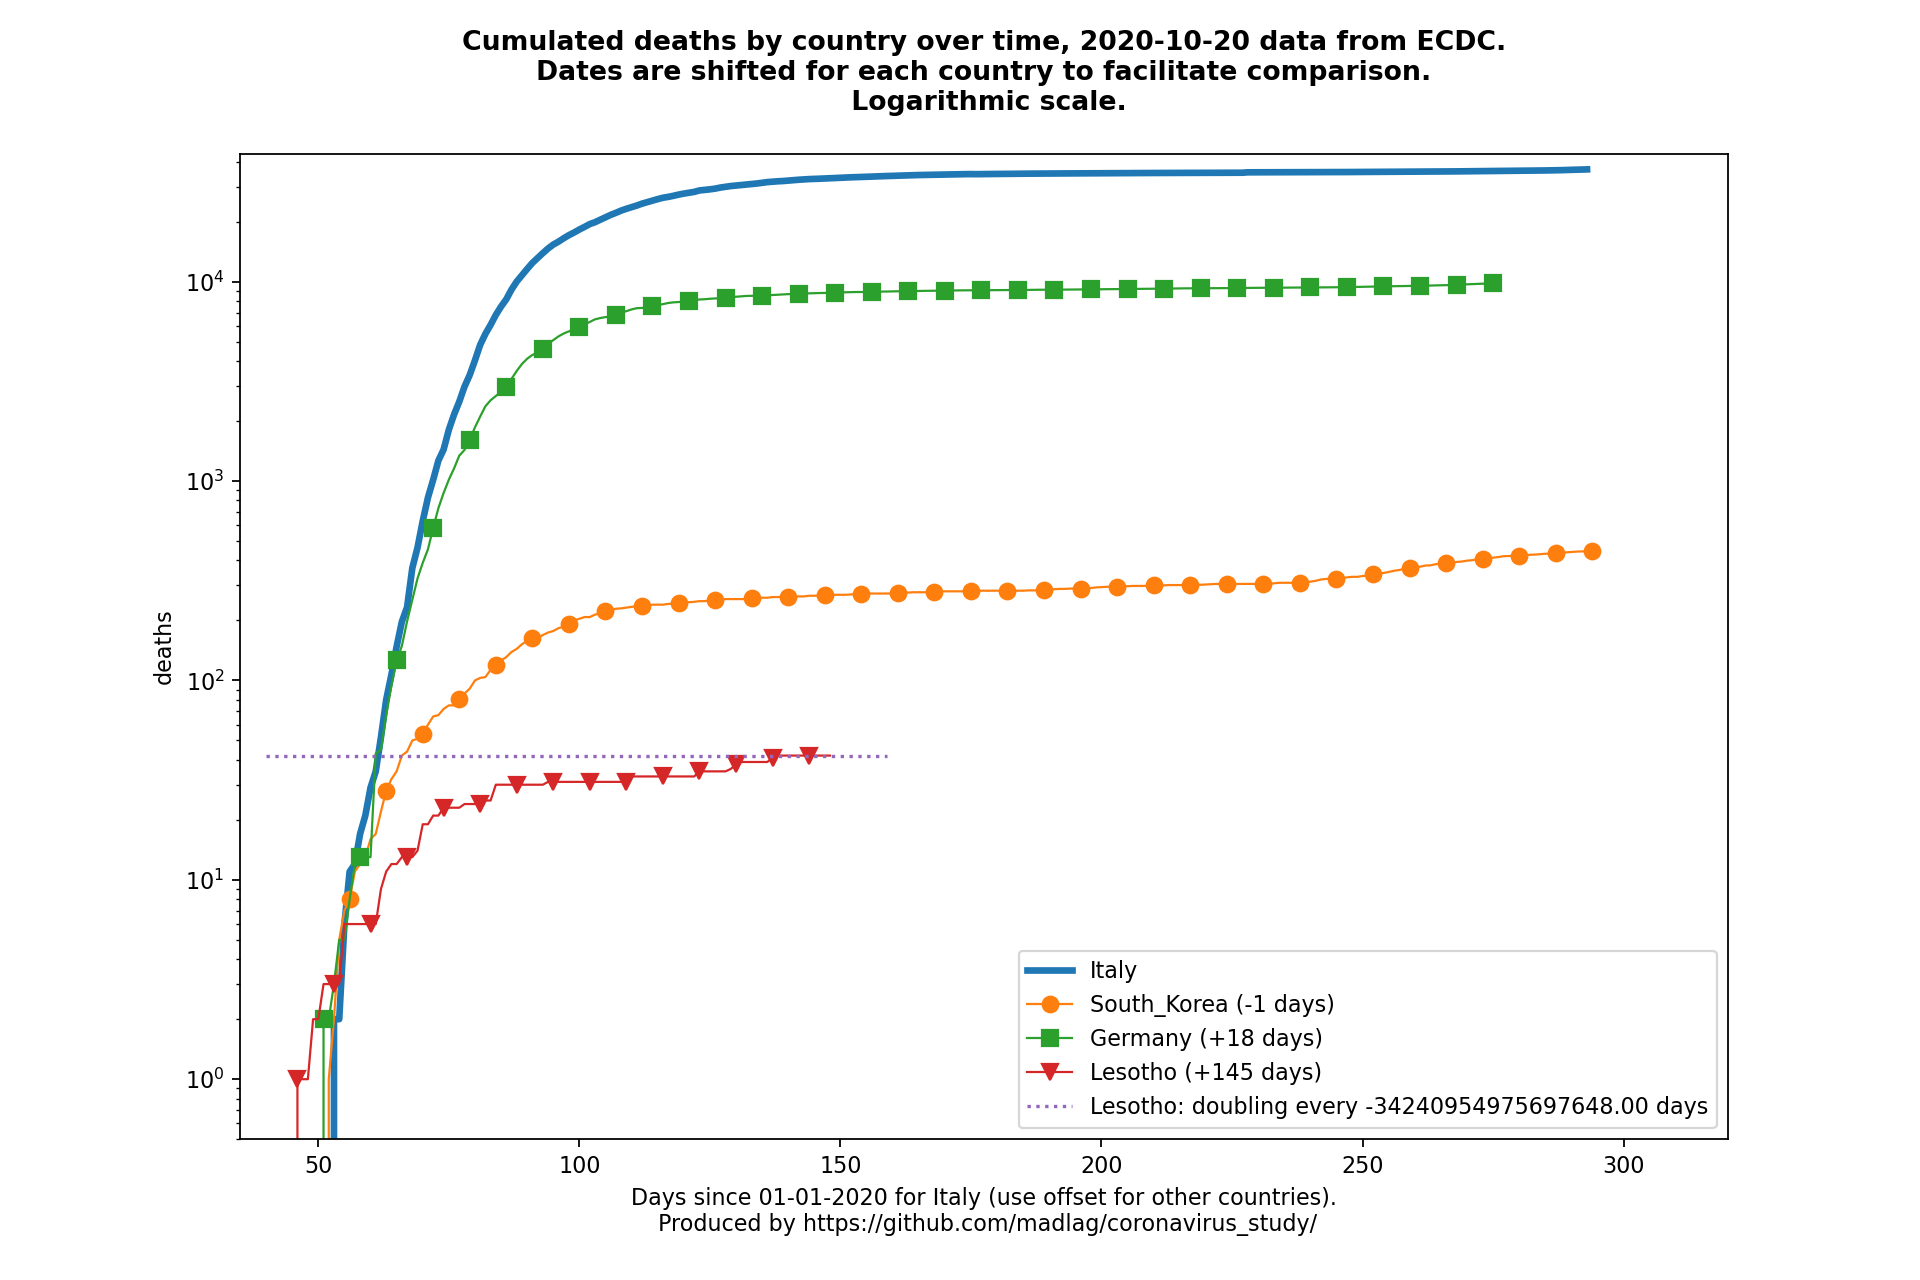 Cumulated deaths by country over time, 2020-10-20 data from ECDC.
Dates are shifted for each country to facilitate comparison.
Logarithmic scale.
10^4
10^3
10^2
10^1
10^0
deaths
Italy
South_Korea (-1 days)
Germany (+18 days)
Lesotho (+145 days)
Lesotho: doubling every -34240954975697648.00 days
50 100 150 200 250 300
Days since 01-01-2020 for Italy (use offset for other countries).
Produced by https://github.com/madlag/coronavirus_study/